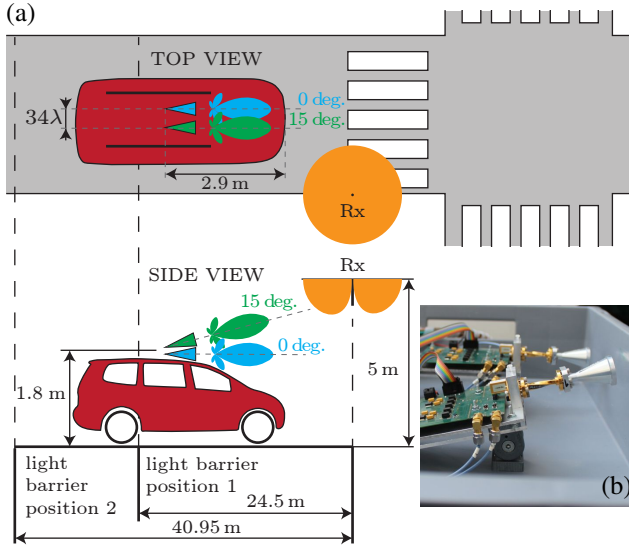 (a)
TOP VIEW
0 deg.
34λ
15 deg.
2.9 m
Rx
SIDE VIEW
Rx
15 deg.
0 deg.
1.8 m
5 m
light
barrier
position 2
light barrier
position 1
24.5 m
40.95 m
(b)